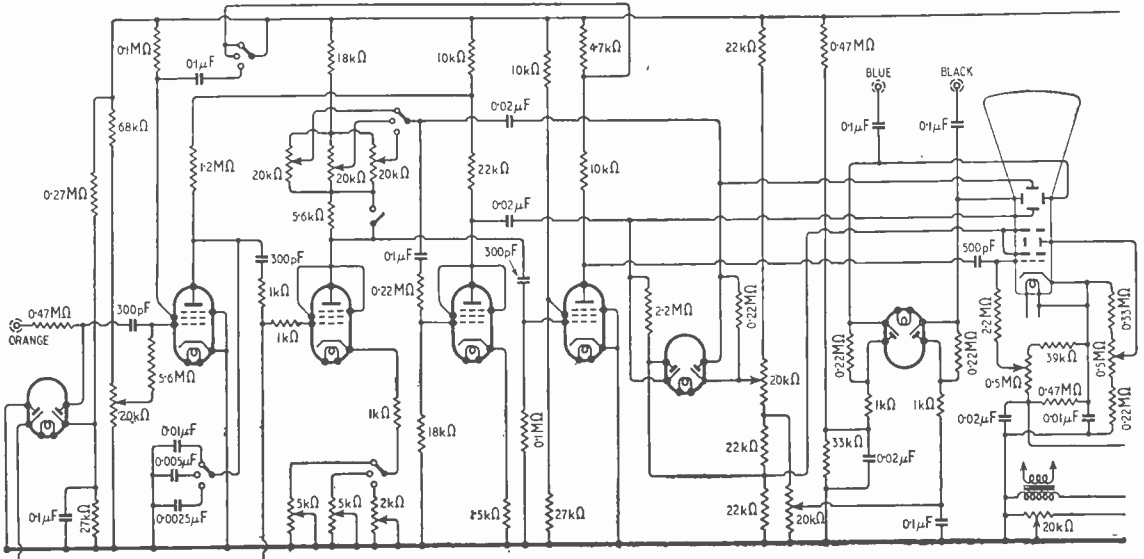 0·1MΩ
18kΩ
10kΩ
10kΩ
4·7kΩ
22kΩ
0·47MΩ
0·1μF
BLUE
BLACK
68kΩ
0·02μF
0·1μF
0·1μF
1·2MΩ
20kΩ
20kΩ
20kΩ
22kΩ
10kΩ
0·27MΩ
5·6kΩ
0·02μF
300pF
0·1μF
300pF
500pF
1kΩ
0·22MΩ
0·47MΩ
300pF
ORANGE
1kΩ
2·2MΩ
0·22MΩ
0·22MΩ
0·22MΩ
2·2MΩ
0·33MΩ
39kΩ
5·6MΩ
20kΩ
0·5MΩ
0·5MΩ
20kΩ
1kΩ
1kΩ
1kΩ
0·47MΩ
0·02μF
0·01μF
0·22MΩ
0·01μF
18kΩ
0·1MΩ
22kΩ
33kΩ
0·005μF
0·02μF
5kΩ
5kΩ
2kΩ
0·1μF
27kΩ
0·0025μF
27kΩ
22kΩ
20kΩ
0·1μF
20kΩ